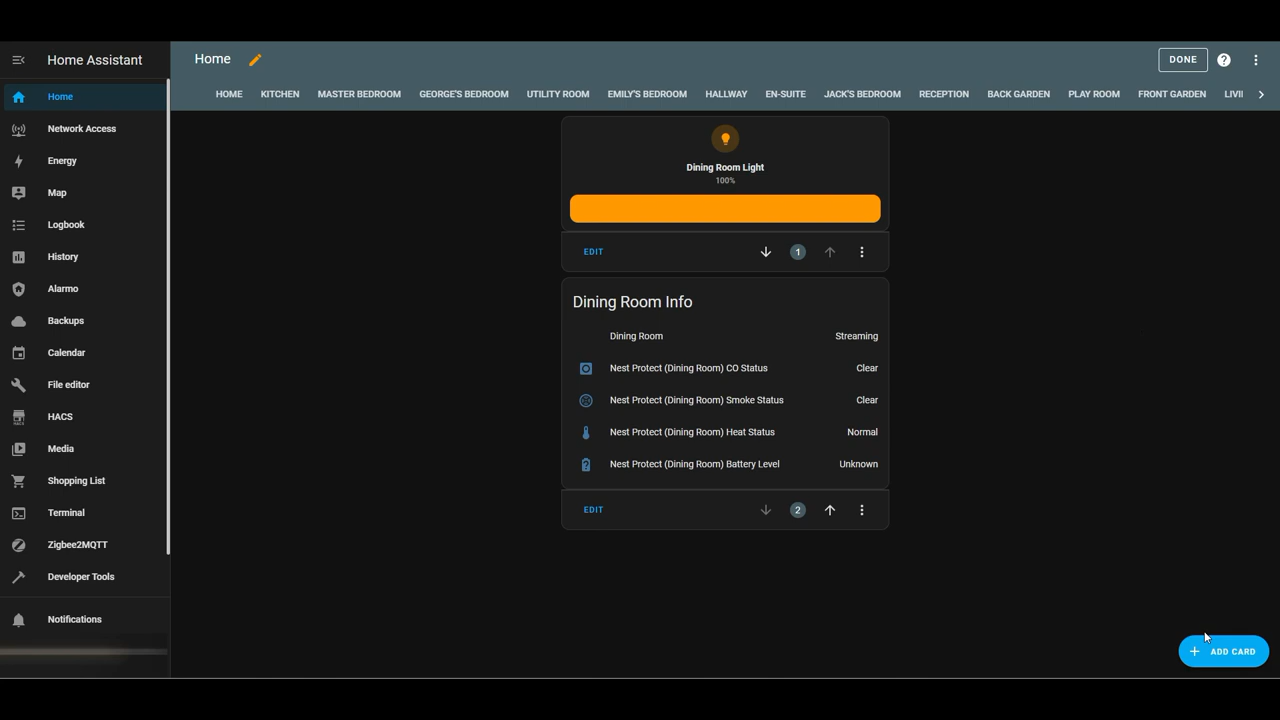 Home Assistant
Home
Network Access
Energy
Map
Logbook
History
Alarmo
Backups
Calendar
File editor
HACS
HACS
Media
Shopping List
Terminal
Zigbee2MQTT
Developer Tools
Notifications
Home
DONE
HOME KITCHEN MASTER BEDROOM GEORGE'S BEDROOM UTILITY ROOM EMILY'S BEDROOM HALLWAY EN-SUITE JACK'S BEDROOM RECEPTION BACK GARDEN PLAY ROOM FRONT GARDEN LIVI
Dining Room Light
100%
EDIT 1
Dining Room Info
Dining Room Streaming
Nest Protect (Dining Room) CO Status Clear
Nest Protect (Dining Room) Smoke Status Clear
Nest Protect (Dining Room) Heat Status Normal
Nest Protect (Dining Room) Battery Level Unknown
EDIT 2
ADD CARD